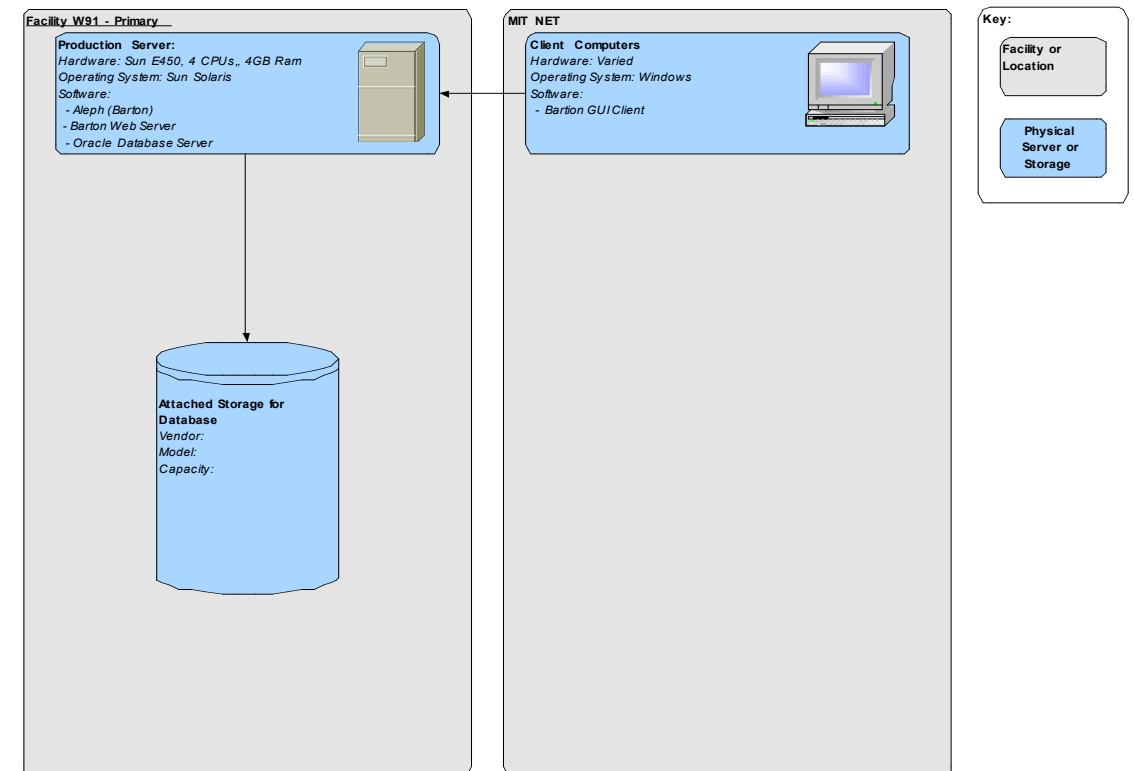 Facility W91 - Primary
Production Server:
Hardware: Sun E450, 4 CPUs,, 4GB Ram
Operating System: Sun Solaris
Software:
- Aleph (Barton)
- Barton Web Server
- Oracle Database Server
Attached Storage for
Database
Vendor:
Model:
Capacity:
MIT NET
Client Computers
Hardware: Varied
Operating System: Windows
Software:
- Bartion GUI Client
Key:
Facility or
Location
Physical
Server or
Storage